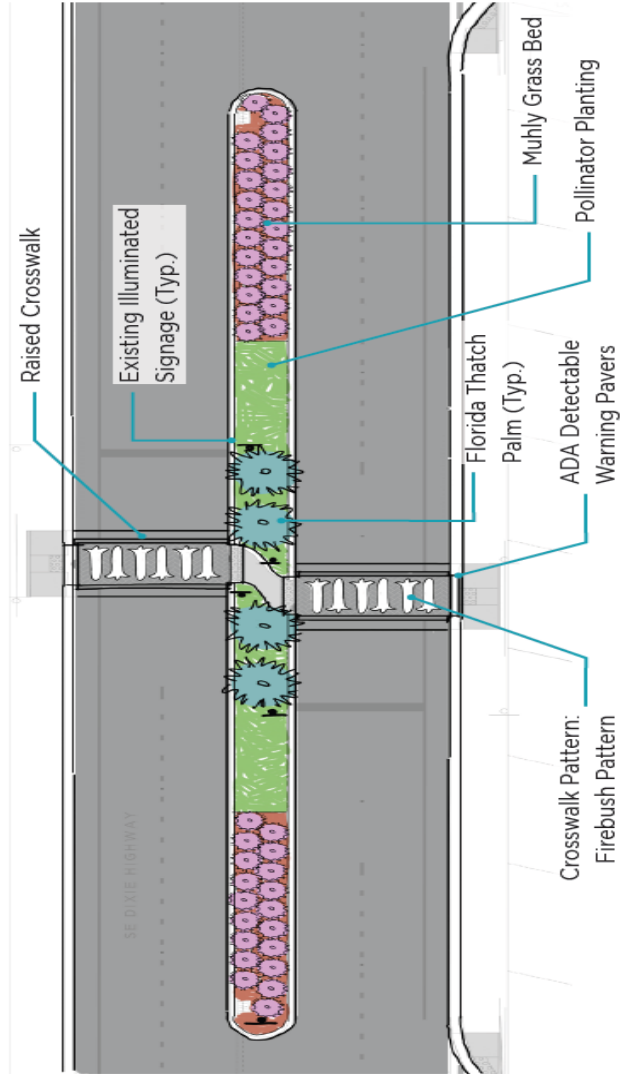 Raised Crosswalk
Existing Illuminated
Signage (Typ.)
SE DIXIE HIGHWAY
Muhly Grass Bed
Pollinator Planting
Florida Thatch
Palm (Typ.)
ADA Detectable
Warning Pavers
Crosswalk Pattern:
Firebush Pattern